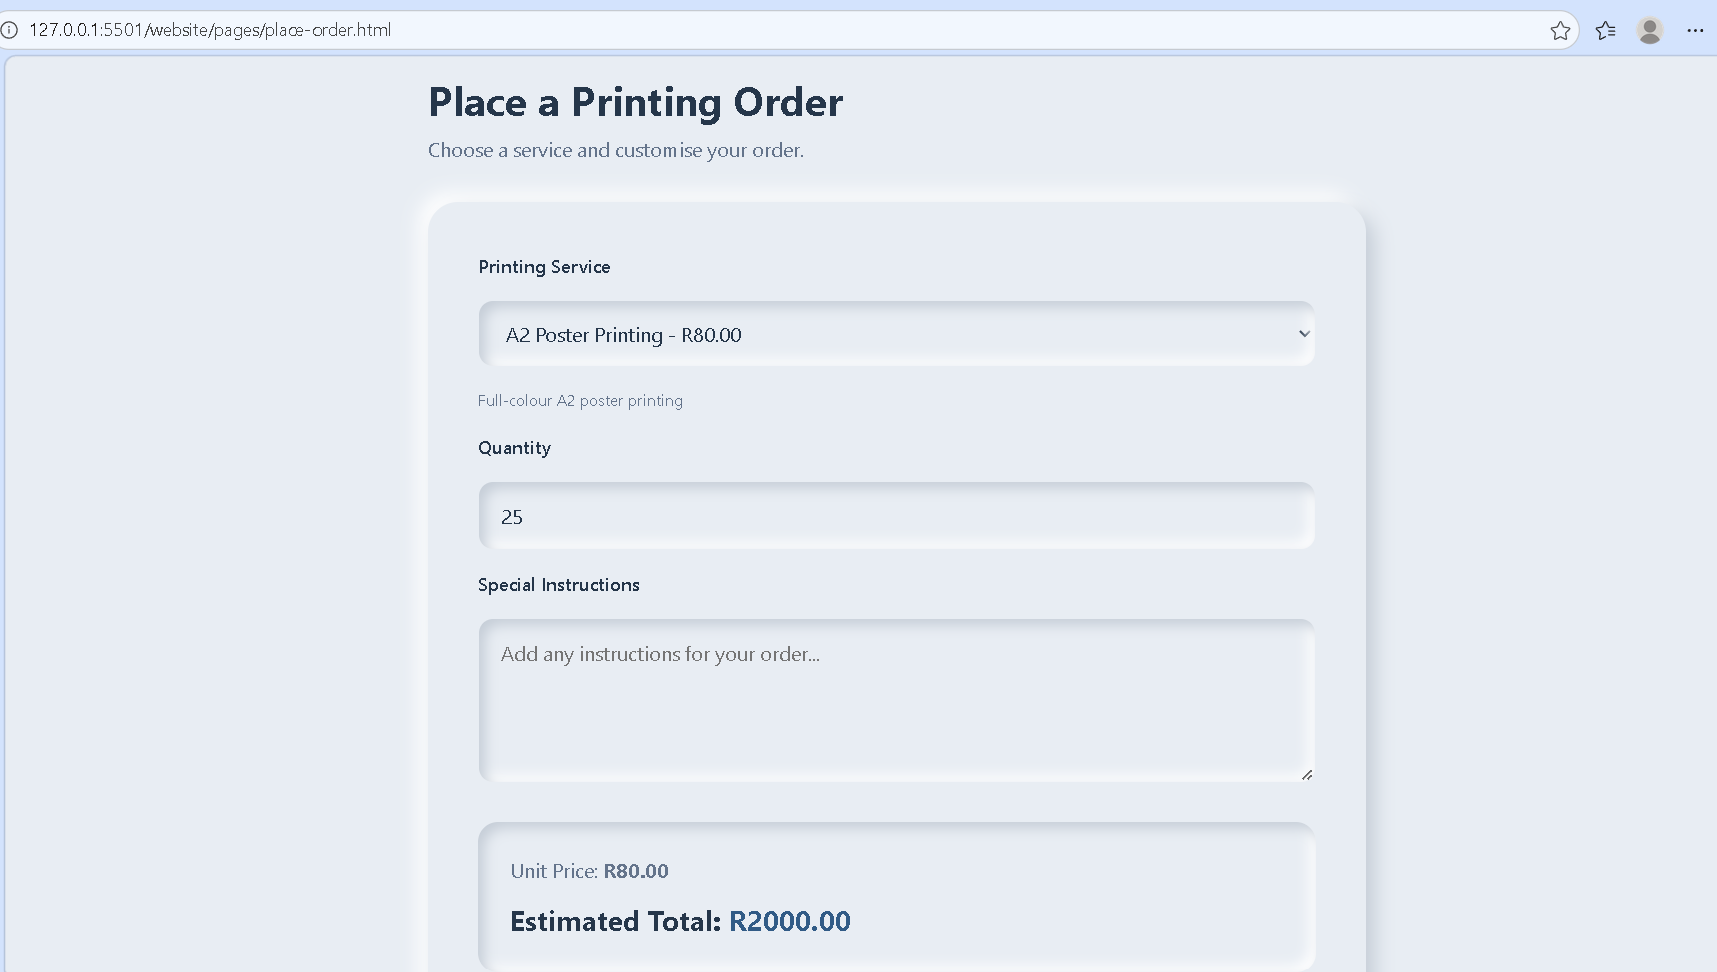 127.0.0.1:5501/website/pages/place-order.html
Place a Printing Order
Choose a service and customise your order.
Printing Service
A2 Poster Printing - R80.00
Full-colour A2 poster printing
Quantity
25
Special Instructions
Add any instructions for your order...
Unit Price: R80.00
Estimated Total: R2000.00